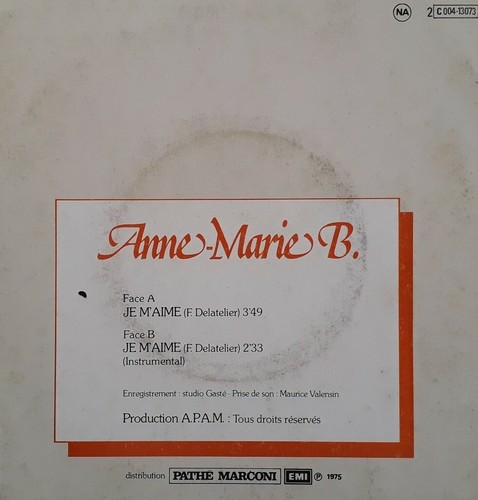 NA 2 C 004-13073
Anne-Marie B.
Face A
JE M'AIME (F. Delatelier) 3'49
Face B
JE M'AIME (F. Delatelier) 2'33
(Instrumental)
Enregistrement : studio Gasté - Prise de son : Maurice Valensin
Production A.P.A.M. : Tous droits réservés
distribution PATHÉ MARCONI EMI ℗ 1975